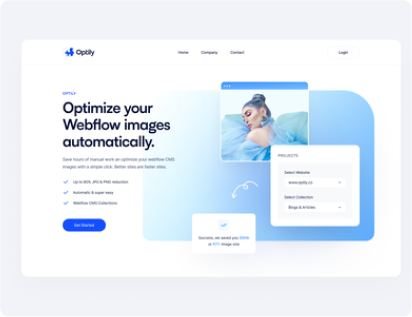 Optily
Home
Company
Contact
Login
OPTILY
Optimize your
Webflow images
automatically.
Save hours of manual work an optimize your webflow CMS
images with a simple click. Better sites are faster sites.
Up to 80% JPG & PNG reduction
Automatic & super easy
Webflow CMS Collections
Get Started
PROJECTS
Select Website
www.optily.co
Select Collection
Blogs & Articles
Success, we saved you
image size